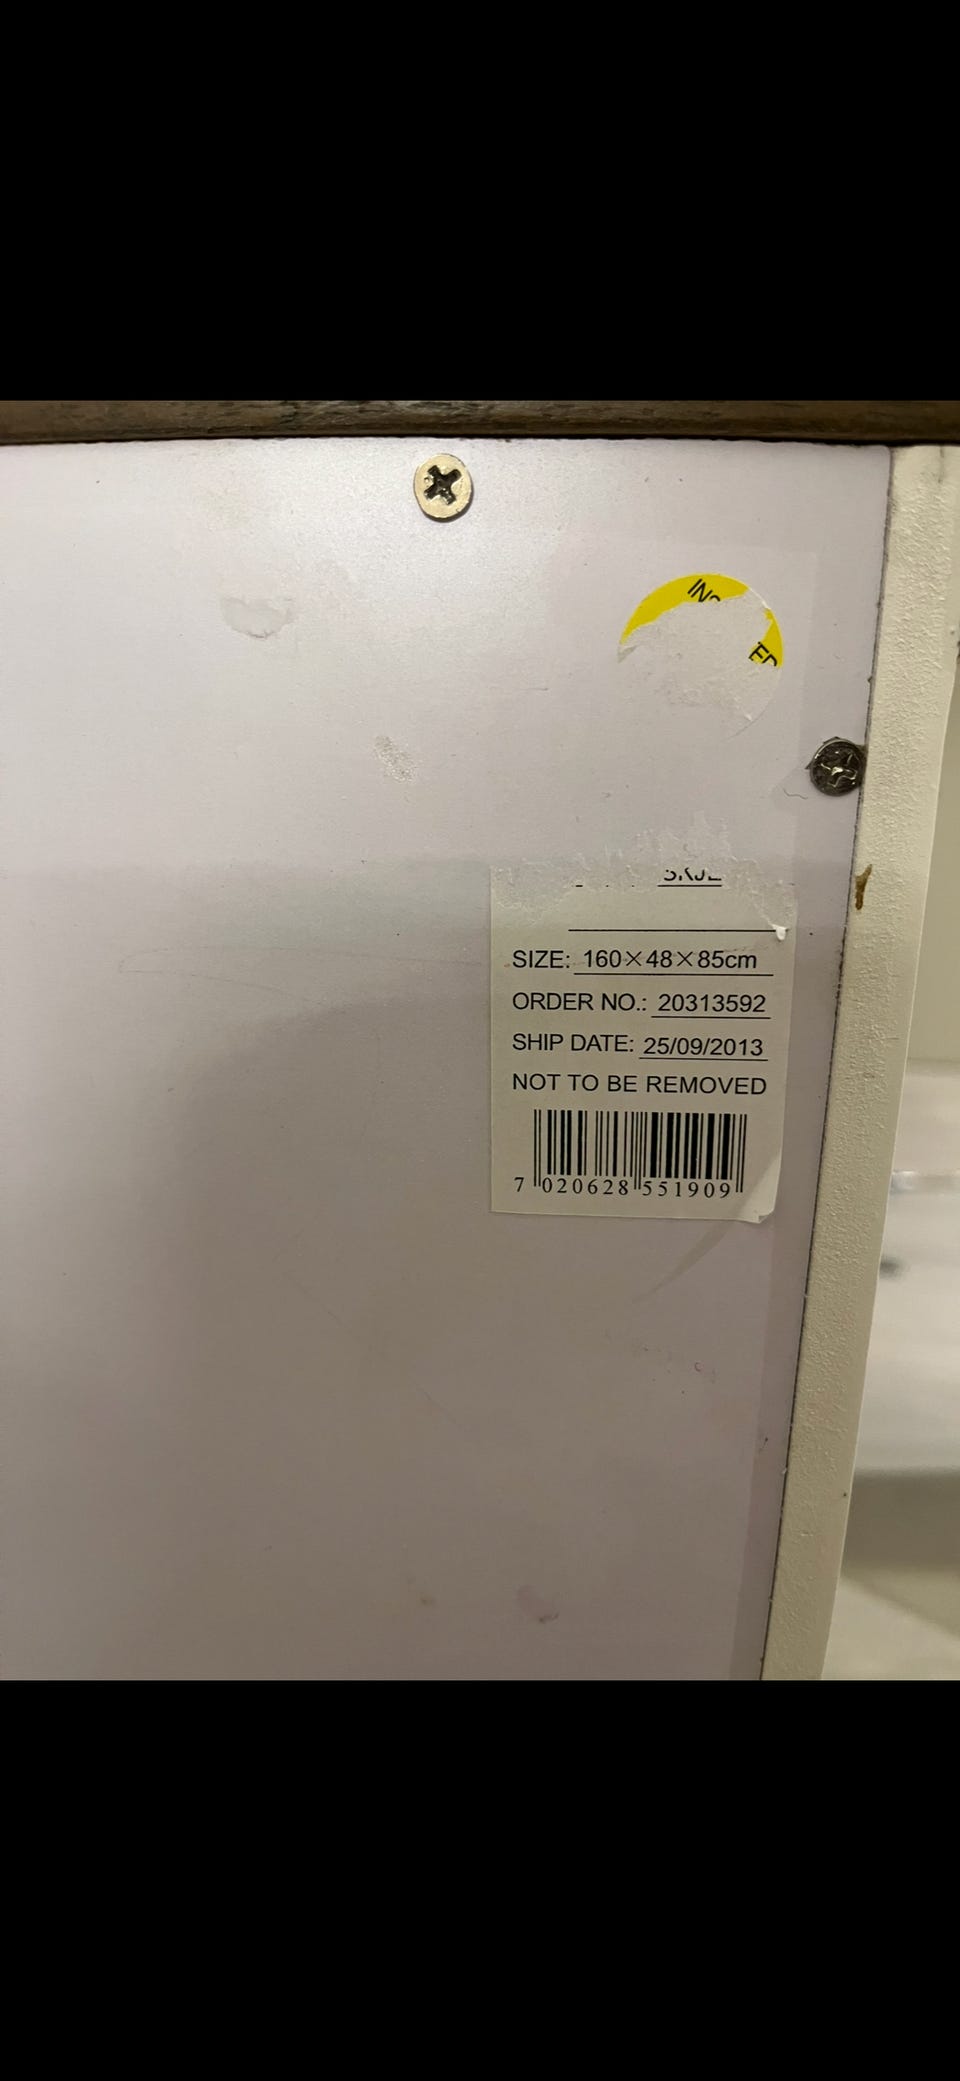 SIZE: 160×48×85cm
ORDER NO.: 20313592
SHIP DATE: 25/09/2013
NOT TO BE REMOVED
7 020628 551909